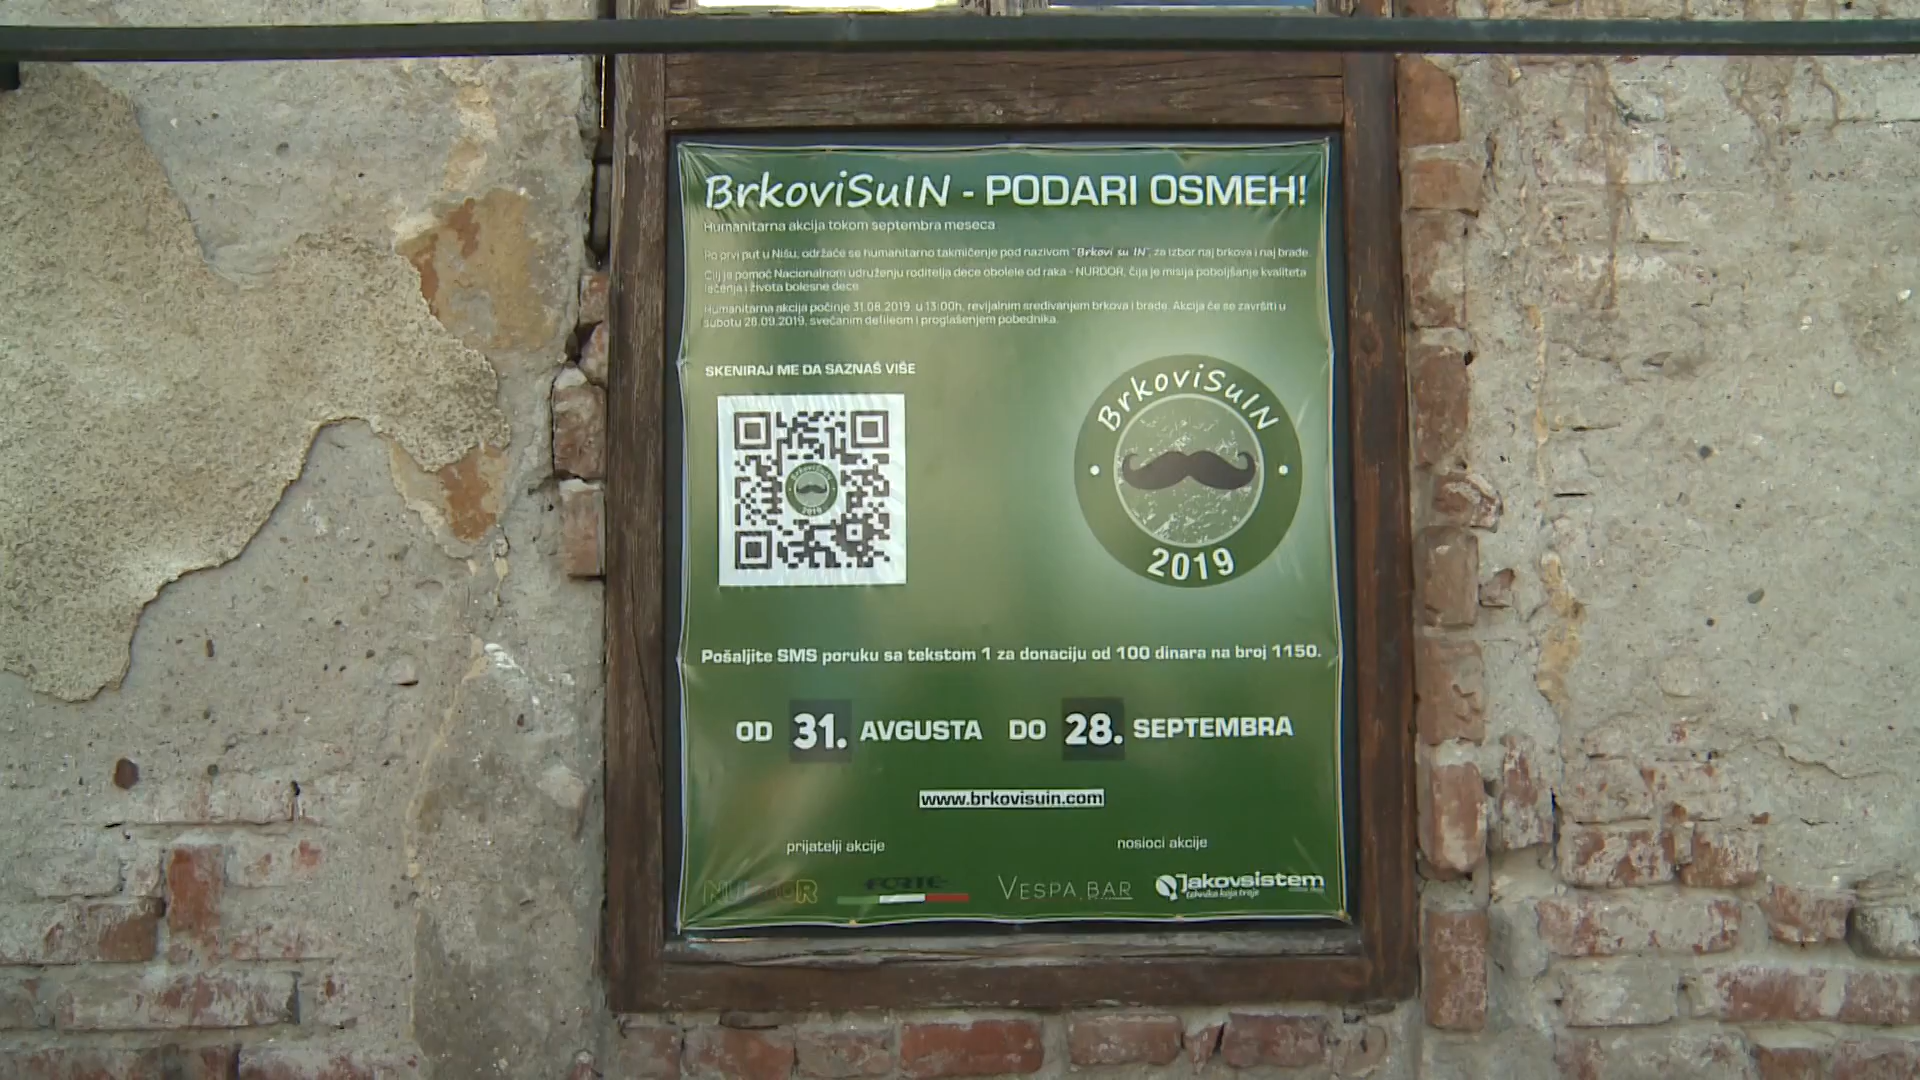 BrkoviSuIN - PODARI OSMEH!
Humanitarna akcija tokom septembra meseca
Po prvi put u Nišu, održaće se humanitarno takmičenje pod nazivom "Brkovi su IN", za izbor naj brkova i naj brade.
Cilj je pomoć Nacionalnom udruženju roditelja dece obolele od raka - NURDOR, čija je misija poboljšanje kvaliteta
lečenja i života bolesne dece.
Humanitarna akcija počinje 31.08.2019. u 13:00h, revijalnim sređivanjem brkova i brade. Akcija će se završiti u
subotu 28.09.2019, svečanim defileom i proglašenjem pobednika.
SKENIRAJ ME DA SAZNAŠ VIŠE
BrkoviSuIN
2019
BrkoviSuIN
2019
Pošaljite SMS poruku sa tekstom 1 za donaciju od 100 dinara na broj 1150.
OD 31. AVGUSTA DO 28. SEPTEMBRA
www.brkovisuin.com
prijatelji akcije
nosioci akcije
NURDOR
FORTE
VESPA.BAR
Jakovsistem
tehnika koja traje